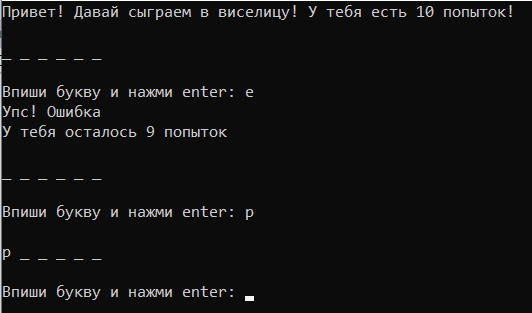 Привет! Давай сыграем в виселицу! У тебя есть 10 попыток!
_ _ _ _ _ _
Впиши букву и нажми enter: е
Упс! Ошибка
У тебя осталось 9 попыток
_ _ _ _ _ _
Впиши букву и нажми enter: р
р _ _ _ _ _
Впиши букву и нажми enter: _